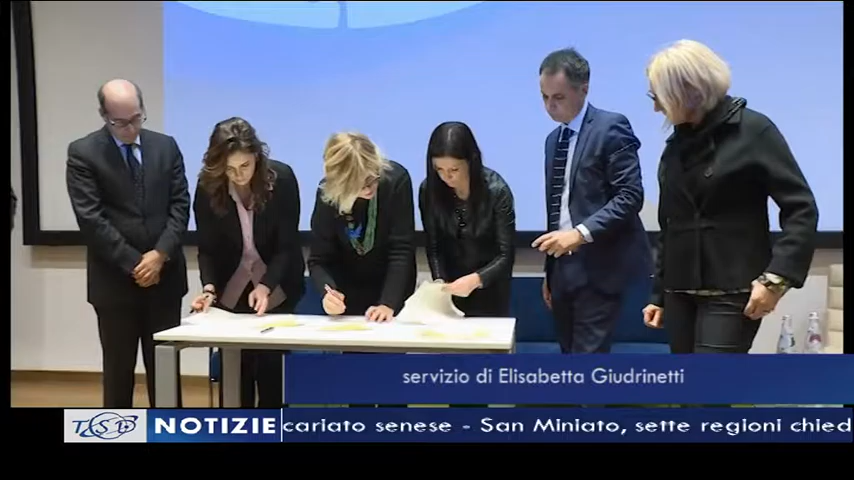 servizio di Elisabetta Giudrinetti
NOTIZIE
cariato senese - San Miniato, sette regioni chied